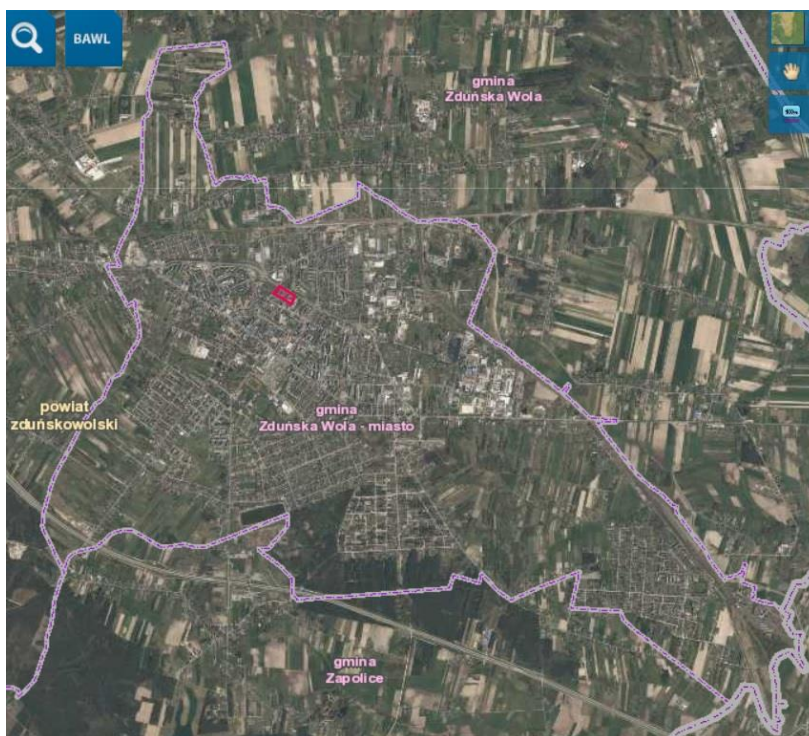 BAWL
gmina
Zduńska Wola
powiat
zduńskowolski
gmina
Zduńska Wola - miasto
gmina
Zapolice